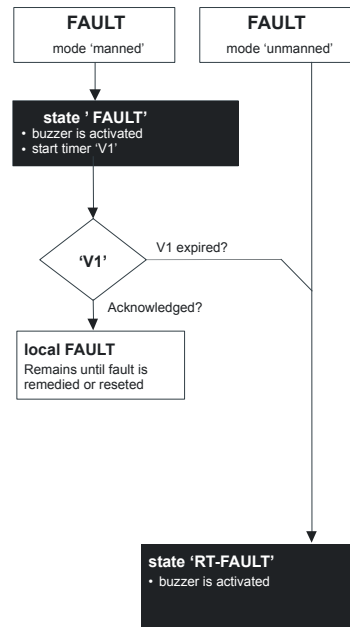 FAULT
mode ‘manned’
FAULT
mode ‘unmanned’
state ’ FAULT’
• buzzer is activated
• start timer ‘V1’
‘V1’
V1 expired?
Acknowledged?
local FAULT
Remains until fault is
remedied or reseted
state ‘RT-FAULT’
• buzzer is activated